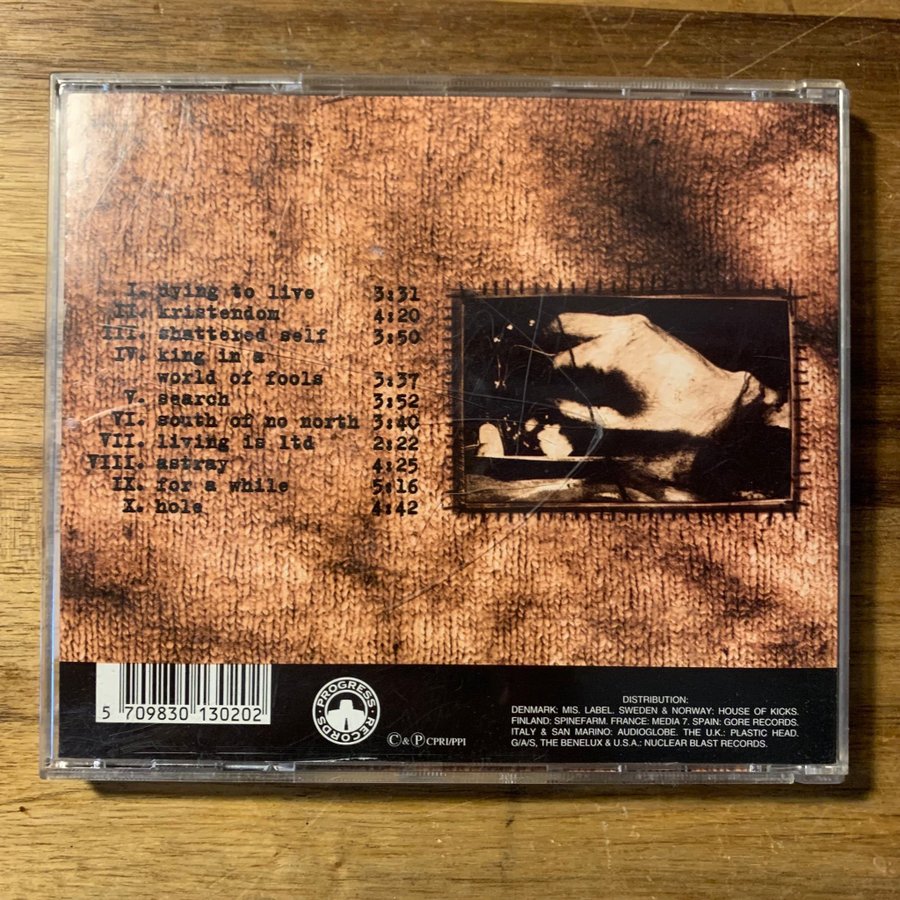 I. dying to live 3:31
II. kristendom 4:20
III. shattered self 3:50
IV. king in a
world of fools 3:37
V. search 3:52
VI. south of no north 3:40
VII. living is ltd 2:22
VIII. astray 4:25
IX. for a while 5:16
X. hole 4:42
5 709830 130202
PROGRESS RECORDS
© & ℗ CPRI/PPI
DISTRIBUTION:
DENMARK: MIS. LABEL. SWEDEN & NORWAY: HOUSE OF KICKS.
FINLAND: SPINEFARM. FRANCE: MEDIA 7. SPAIN: GORE RECORDS.
ITALY & SAN MARINO: AUDIOGLOBE. THE U.K.: PLASTIC HEAD.
G/A/S, THE BENELUX & U.S.A.: NUCLEAR BLAST RECORDS.